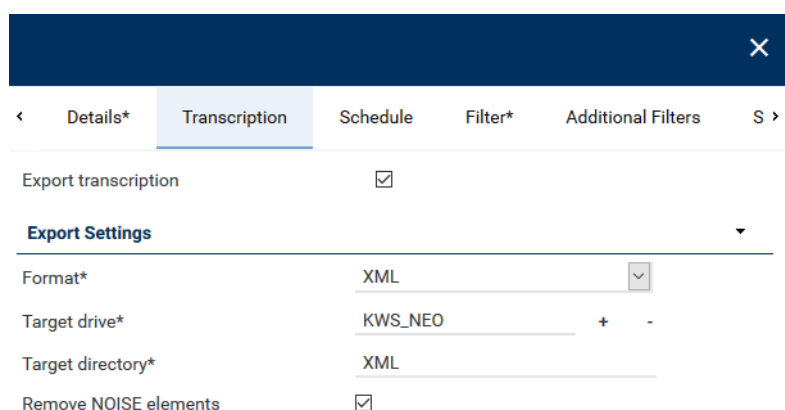 Details* Transcription Schedule Filter* Additional Filters S
Export transcription
Export Settings
Format* XML
Target drive* KWS_NEO + -
Target directory* XML
Remove NOISE elements